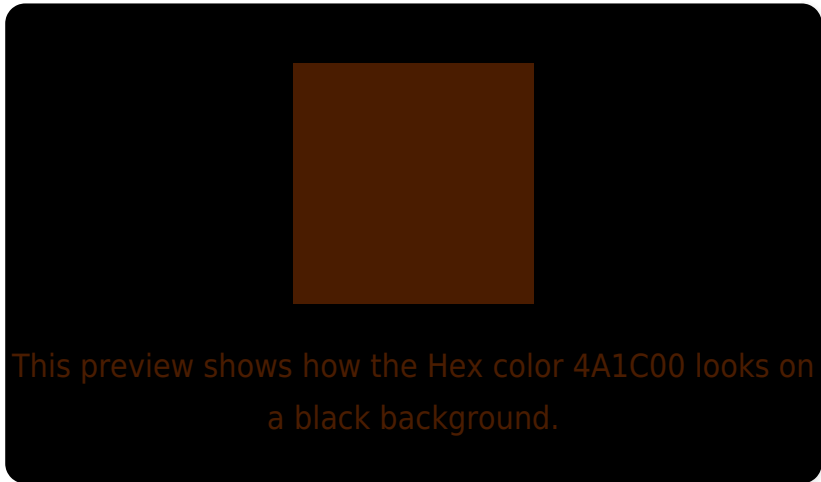 This preview shows how the Hex color 4A1C00 looks on
a black background.